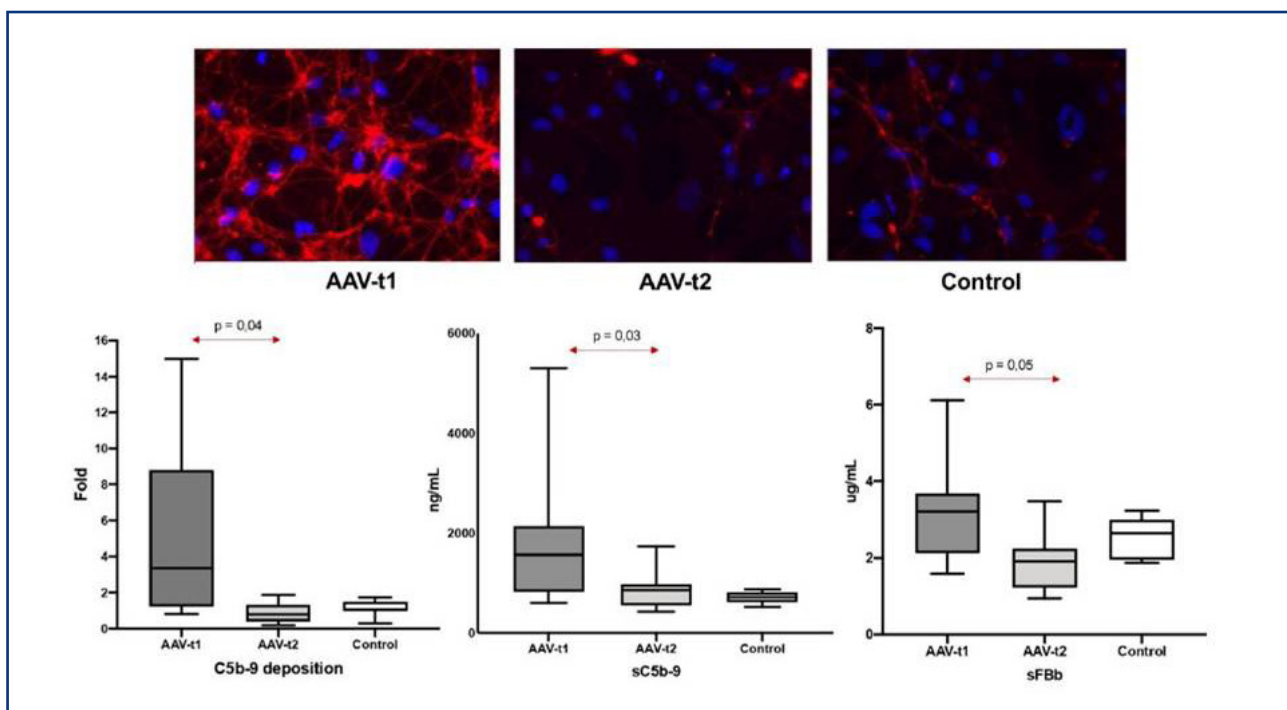 AAV-t1
AAV-t2
Control
p = 0,04
16
14
12
10
8
6
4
2
0
Fold
AAV-t1
AAV-t2
Control
C5b-9 deposition
p = 0,03
6000
4000
2000
0
ng/mL
AAV-t1
AAV-t2
Control
sC5b-9
p = 0,05
8
6
4
2
0
ug/mL
AAV-t1
AAV-t2
Control
sFBb